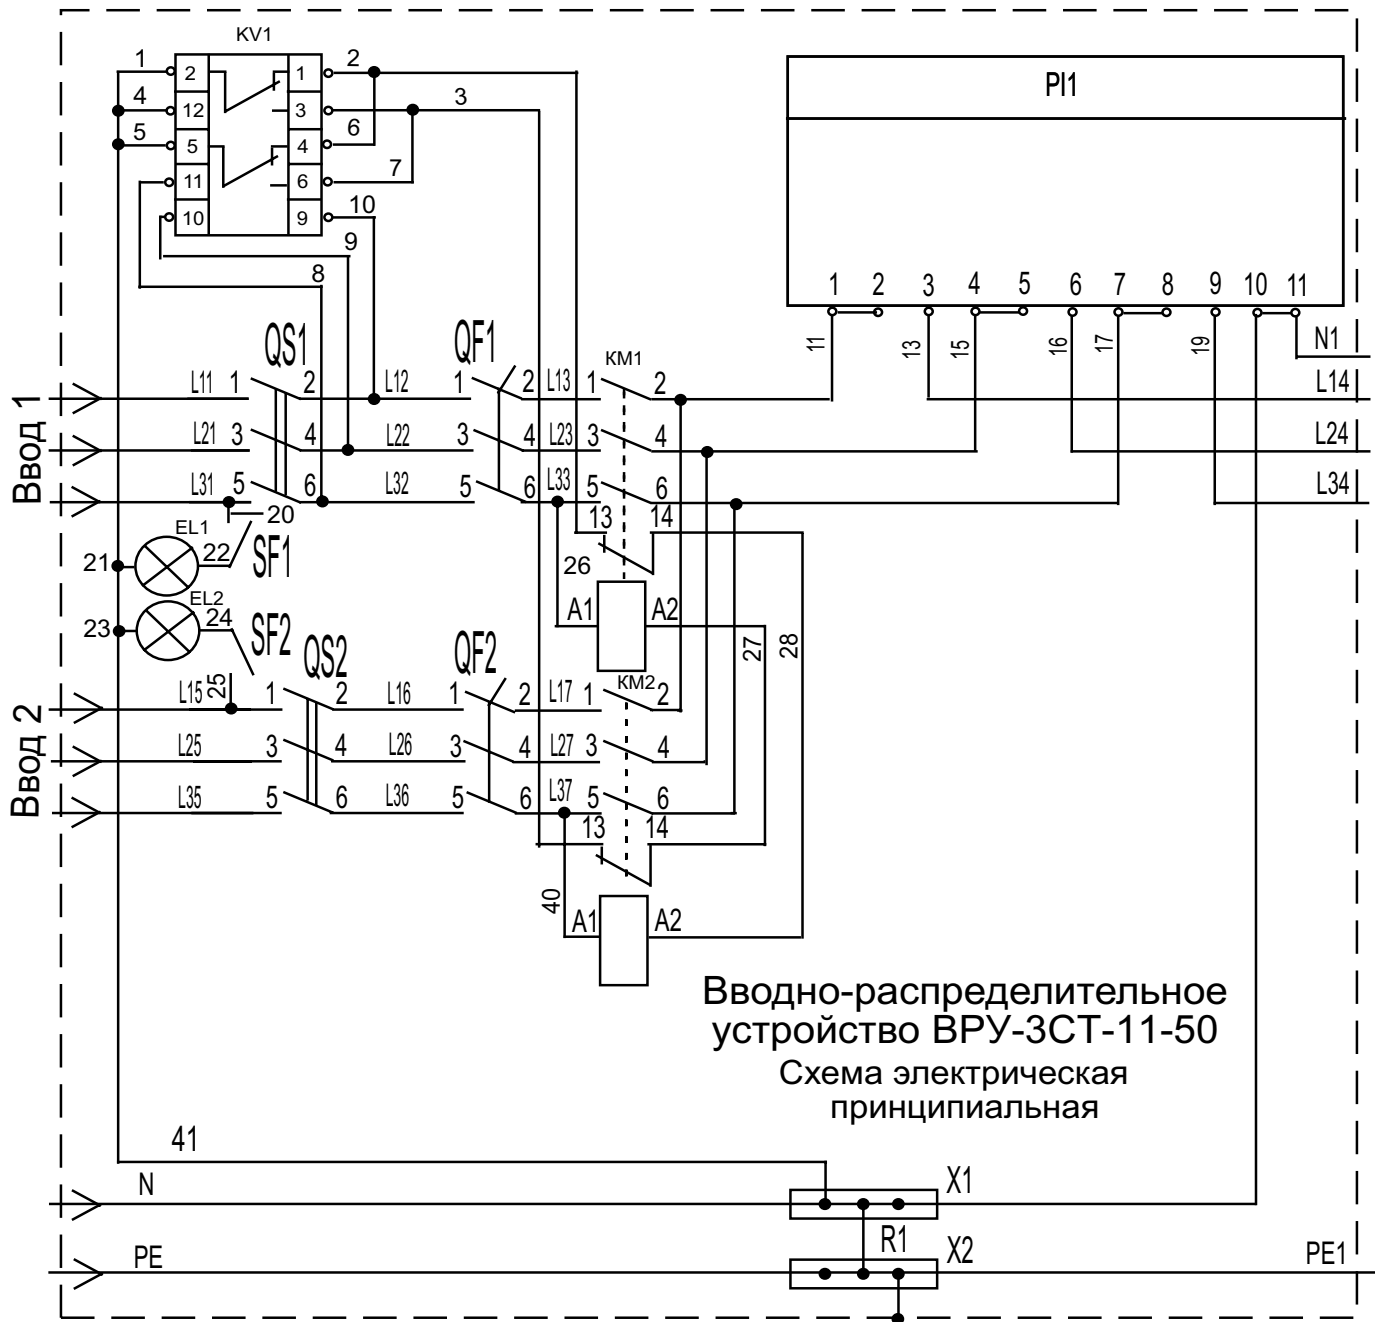 KV1
1 2 1 2
4 12 3 3
5 5 4 6
11 6 7
10 9 10
9
8
PI1
1 2 3 4 5 6 7 8 9 10 11
11 13 15 16 17 19 N1
QS1 QF1 КМ1
Ввод 1
L11 1 2 L12 1 2 L13 1 2 L14
L21 3 4 L22 3 4 L23 3 4 L24
L31 5 6 L32 5 6 L33 5 6 L34
20 13 14
EL1
21 22 SF1 26
EL2
23 24 SF2
A1 A2
27 28
QS2 QF2 КМ2
Ввод 2
L15 25 1 2 L16 1 2 L17 1 2
L25 3 4 L26 3 4 L27 3 4
L35 5 6 L36 5 6 L37 5 6
13 14
40
A1 A2
Вводно-распределительное
устройство ВРУ-3СТ-11-50
Схема электрическая
принципиальная
41
N X1
R1
PE X2 PE1